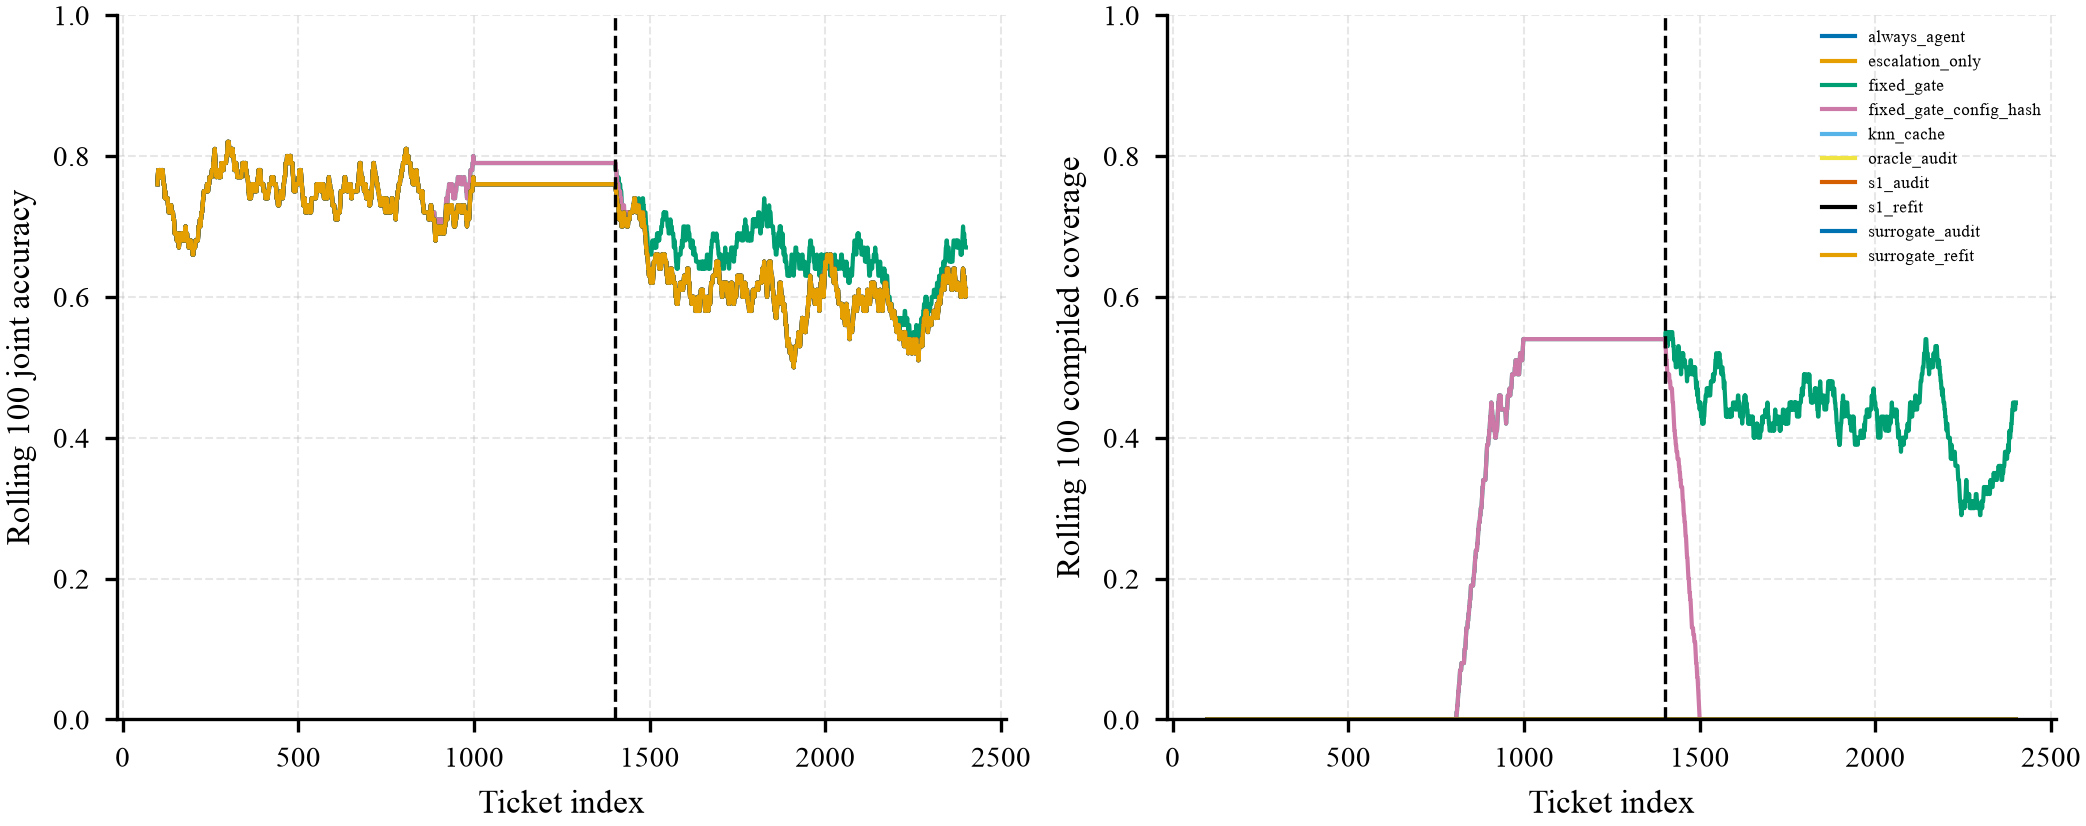 Rolling 100 joint accuracy
1.0
0.8
0.6
0.4
0.2
0.0
0 500 1000 1500 2000 2500
Ticket index
Rolling 100 compiled coverage
1.0
0.8
0.6
0.4
0.2
0.0
always_agent
escalation_only
fixed_gate
fixed_gate_config_hash
knn_cache
oracle_audit
s1_audit
s1_refit
surrogate_audit
surrogate_refit
0 500 1000 1500 2000 2500
Ticket index